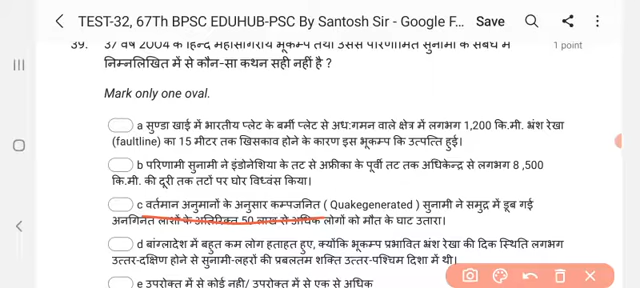 TEST-32, 67Th BPSC EDUHUB-PSC By Santosh Sir - Google F... Save
39. 37 वर्ष 2004 के हिन्द महासागरीय भूकम्प तथा उससे परिणामित सुनामी के संबंध में 1 point
निम्नलिखित में से कौन-सा कथन सही नहीं है ?
Mark only one oval.
a सुण्डा खाई में भारतीय प्लेट के बर्मी प्लेट से अध:गमन वाले क्षेत्र में लगभग 1,200 कि.मी. भ्रंश रेखा
(faultline) का 15 मीटर तक खिसकाव होने के कारण इस भूकम्प कि उत्पत्ति हुई।
b परिणामी सुनामी ने इंडोनेशिया के तट से अफ्रीका के पूर्वी तट तक अधिकेन्द्र से लगभग 8 ,500
कि.मी. की दूरी तक तटों पर घोर विध्वंस किया।
c वर्तमान अनुमानों के अनुसार कम्पजनित ( Quakegenerated ) सुनामी ने समुद्र में डूब गई
अनगिनत लाशों के अतिरिक्त 50 लाख से अधिक लोगों को मौत के घाट उतारा।
d बांग्लादेश में बहुत कम लोग हताहत हुए, क्योंकि भूकम्प प्रभावित भ्रंश रेखा की दिक स्थिति लगभग
उत्तर-दक्षिण होने से सुनामी-लहरों की प्रबलतम शक्ति उत्तर-पश्चिम दिशा में थी।
e उपरोक्त में से कोई नहीं/ उपरोक्त में से एक से अधिक